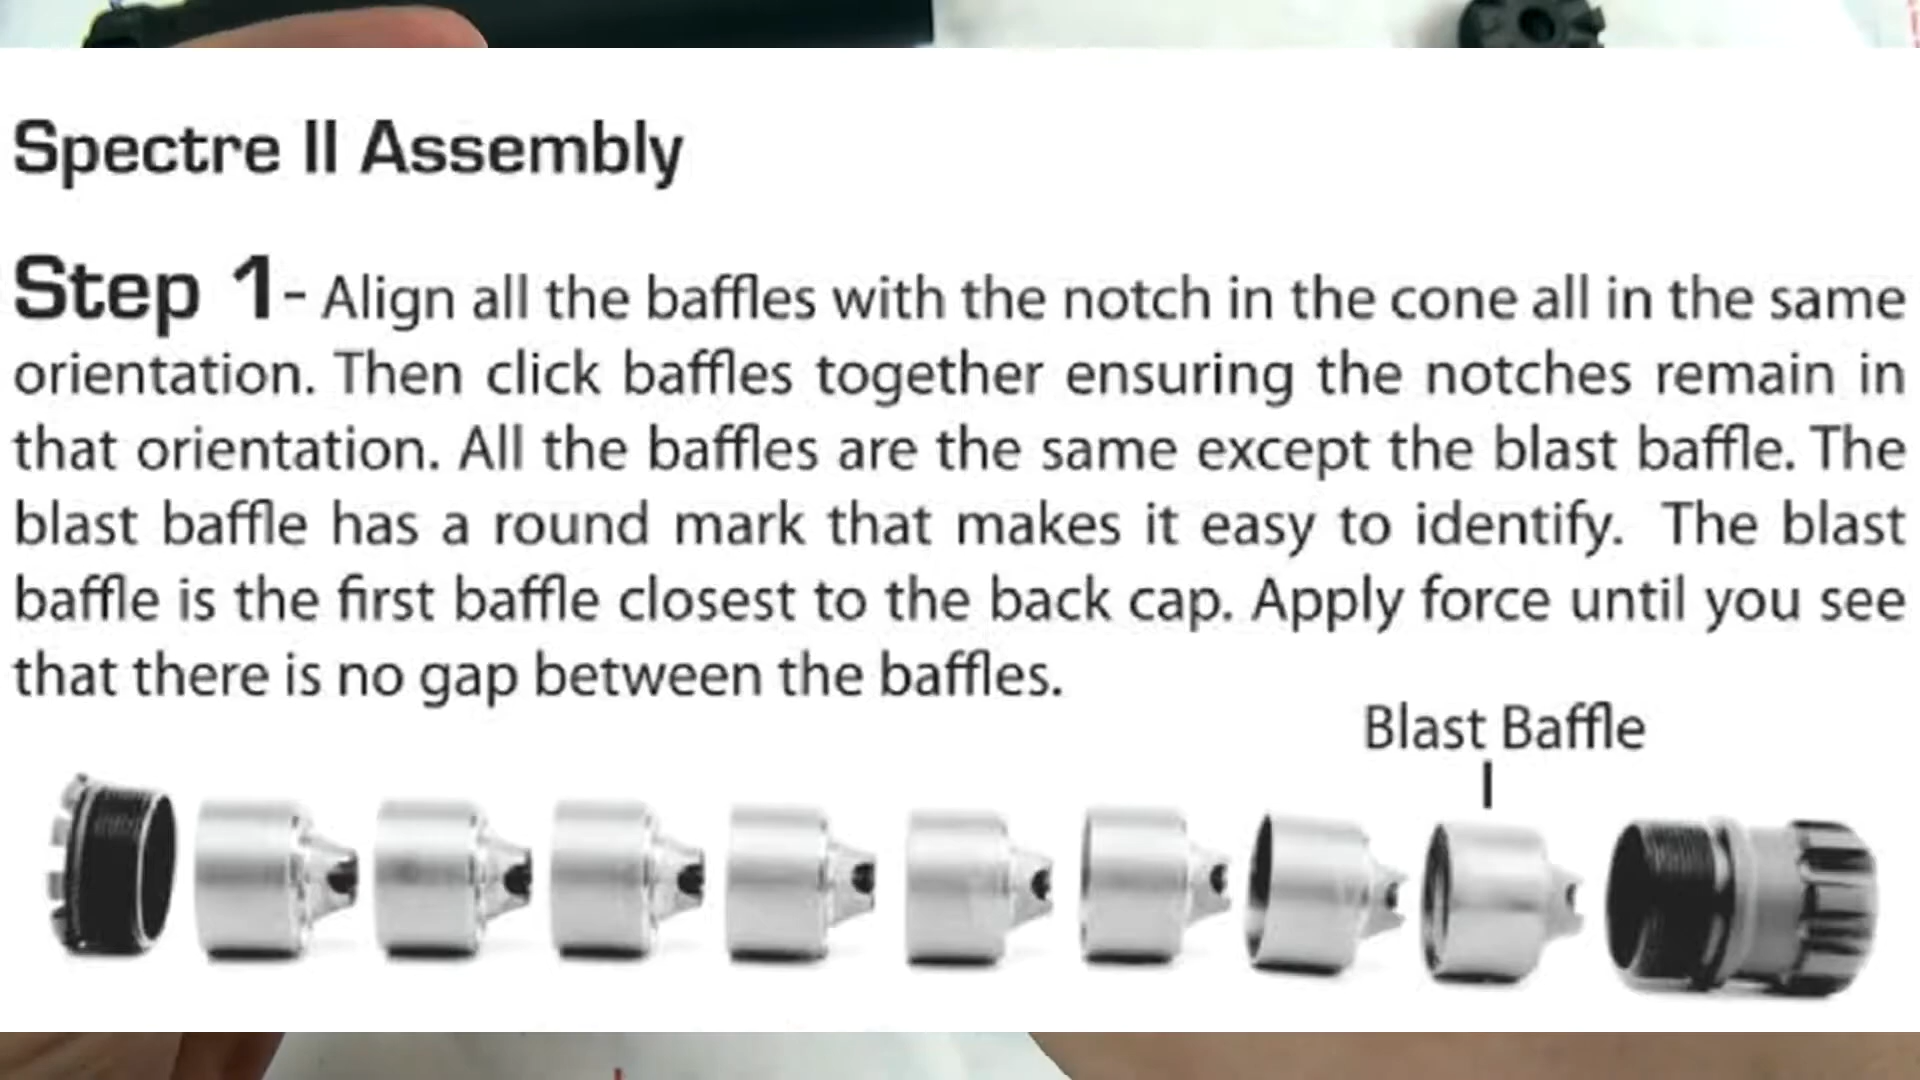 Spectre II Assembly
Step 1- Align all the baffles with the notch in the cone all in the same
orientation. Then click baffles together ensuring the notches remain in
that orientation. All the baffles are the same except the blast baffle. The
blast baffle has a round mark that makes it easy to identify. The blast
baffle is the first baffle closest to the back cap. Apply force until you see
that there is no gap between the baffles.
Blast Baffle